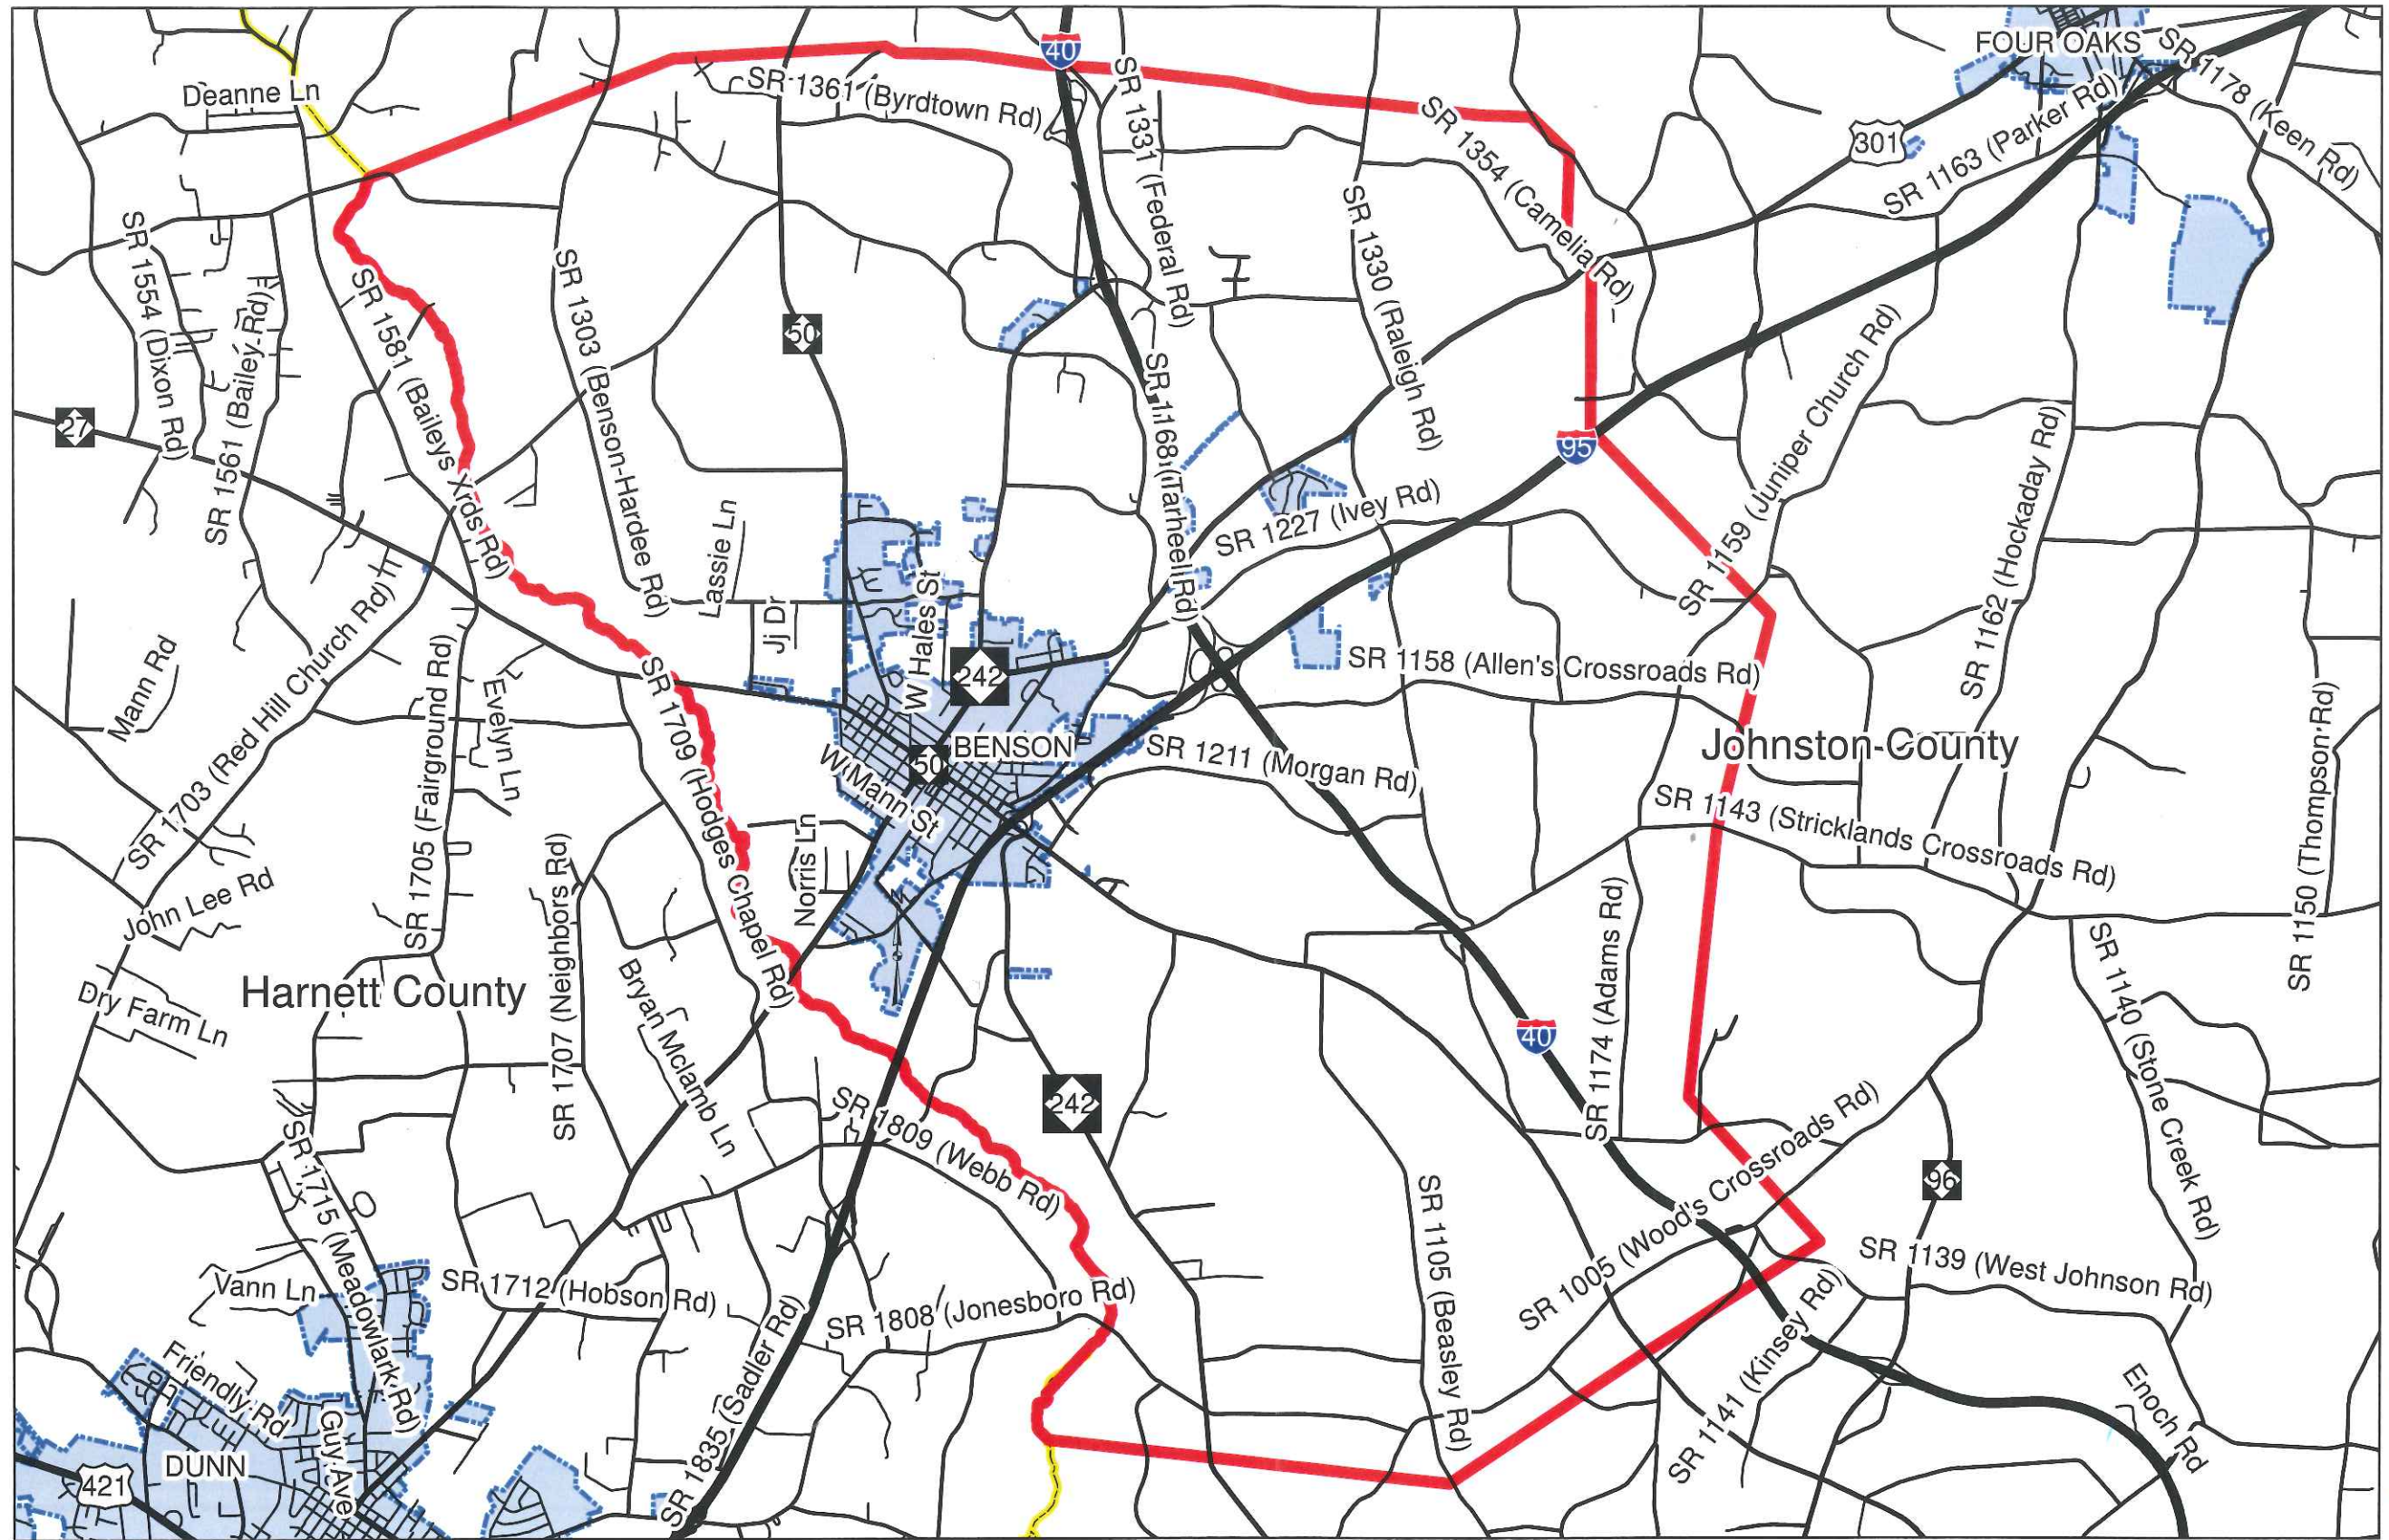 40
FOUR OAKS
SR 1178 (Keen Rd)
Deanne Ln
SR 1361 (Byrdtown Rd)
SR 1331 (Federal Rd)
SR 1354 (Camelia Rd)
301
SR 1163 (Parker Rd)
SR 1554 (Dixon Rd)
SR 1561 (Bailey Rd)
SR 1581 (Baileys Xrds Rd)
SR 1303 (Benson-Hardee Rd)
50
SR 1330 (Raleigh Rd)
SR 1168 (Tarheel Rd)
27
95
SR 1159 (Juniper Church Rd)
SR 1162 (Hockaday Rd)
SR 1227 (Ivey Rd)
Lassie Ln
Jj Dr
W Hales St
242
SR 1158 (Allen's Crossroads Rd)
Mann Rd
SR 1703 (Red Hill Church Rd)
SR 1705 (Fairground Rd)
Evelyn Ln
SR 1709 (Hodges Chapel Rd)
50
BENSON
W Mann St
SR 1211 (Morgan Rd)
Johnston County
SR 1143 (Stricklands Crossroads Rd)
SR 1150 (Thompson Rd)
Norris Ln
John Lee Rd
SR 1707 (Neighbors Rd)
SR 1174 (Adams Rd)
Harnett County
Dry Farm Ln
Bryan Mclamb Ln
SR 1140 (Stone Creek Rd)
40
242
SR 1809 (Webb Rd)
96
SR 1715 (Meadowlark Rd)
SR 1105 (Beasley Rd)
SR 1005 (Wood's Crossroads Rd)
SR 1139 (West Johnson Rd)
Vann Ln
SR 1712 (Hobson Rd)
SR 1808 (Jonesboro Rd)
SR 1835 (Sadler Rd)
SR 1141 (Kinsey Rd)
Friendly Rd
Guy Ave
Enoch Rd
DUNN
421